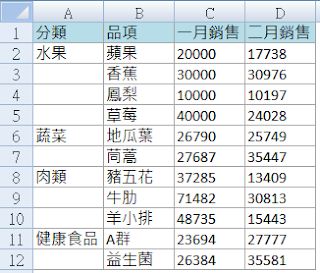 A B C D
1 分類 品項 一月銷售 二月銷售
2 水果 蘋果 20000 17738
3 香蕉 30000 30976
4 鳳梨 10000 10197
5 草莓 40000 24028
6 蔬菜 地瓜葉 26790 25749
7 茼蒿 27687 35447
8 肉類 豬五花 37285 13409
9 牛肋 71482 30813
10 羊小排 48735 15443
11 健康食品 A群 23694 27777
12 益生菌 26384 35581